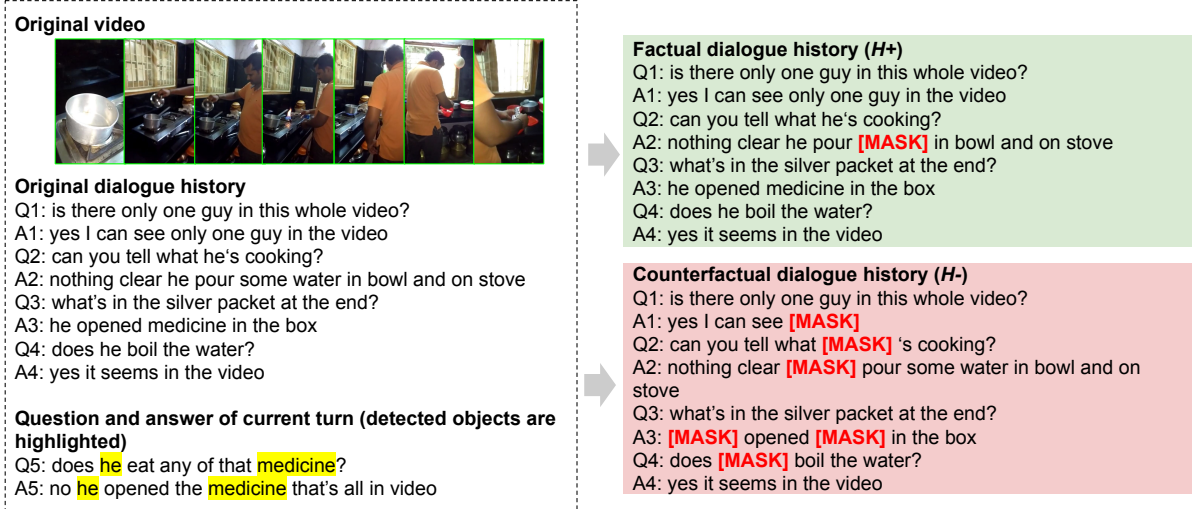 Original video
Original dialogue history
Q1: is there only one guy in this whole video?
A1: yes I can see only one guy in the video
Q2: can you tell what he's cooking?
A2: nothing clear he pour some water in bowl and on stove
Q3: what's in the silver packet at the end?
A3: he opened medicine in the box
Q4: does he boil the water?
A4: yes it seems in the video
Question and answer of current turn (detected objects are
highlighted)
Q5: does he eat any of that medicine?
A5: no he opened the medicine that's all in video
Factual dialogue history (H+)
Q1: is there only one guy in this whole video?
A1: yes I can see only one guy in the video
Q2: can you tell what he's cooking?
A2: nothing clear he pour [MASK] in bowl and on stove
Q3: what's in the silver packet at the end?
A3: he opened medicine in the box
Q4: does he boil the water?
A4: yes it seems in the video
Counterfactual dialogue history (H-)
Q1: is there only one guy in this whole video?
A1: yes I can see [MASK]
Q2: can you tell what [MASK] 's cooking?
A2: nothing clear [MASK] pour some water in bowl and on
stove
Q3: what's in the silver packet at the end?
A3: [MASK] opened [MASK] in the box
Q4: does [MASK] boil the water?
A4: yes it seems in the video